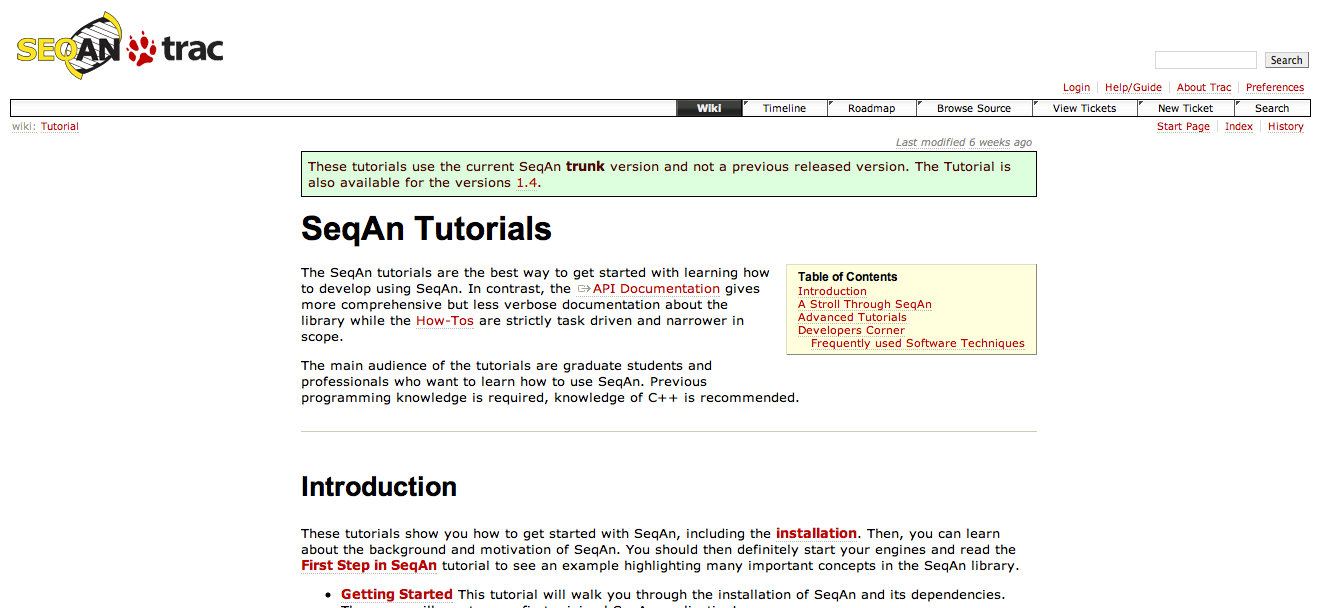 SEQAN trac
Search
Login Help/Guide About Trac Preferences
Wiki Timeline Roadmap Browse Source View Tickets New Ticket Search
wiki: Tutorial
Start Page Index History
Last modified 6 weeks ago
These tutorials use the current SeqAn trunk version and not a previous released version. The Tutorial is
also available for the versions 1.4.
SeqAn Tutorials
The SeqAn tutorials are the best way to get started with learning how
to develop using SeqAn. In contrast, the API Documentation gives
more comprehensive but less verbose documentation about the
library while the How-Tos are strictly task driven and narrower in
scope.
Table of Contents
Introduction
A Stroll Through SeqAn
Advanced Tutorials
Developers Corner
Frequently used Software Techniques
The main audience of the tutorials are graduate students and
professionals who want to learn how to use SeqAn. Previous
programming knowledge is required, knowledge of C++ is recommended.
Introduction
These tutorials show you how to get started with SeqAn, including the installation. Then, you can learn
about the background and motivation of SeqAn. You should then definitely start your engines and read the
First Step in SeqAn tutorial to see an example highlighting many important concepts in the SeqAn library.
• Getting Started This tutorial will walk you through the installation of SeqAn and its dependencies.